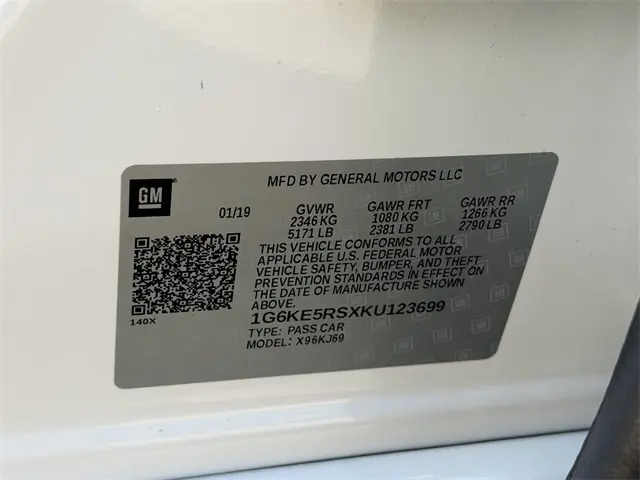 MFD BY GENERAL MOTORS LLC
GM
01/19 GVWR GAWR FRT GAWR RR
2346 KG 1080 KG 1266 KG
5171 LB 2381 LB 2790 LB
THIS VEHICLE CONFORMS TO ALL
APPLICABLE U.S. FEDERAL MOTOR
VEHICLE SAFETY, BUMPER, AND THEFT
PREVENTION STANDARDS IN EFFECT ON
THE DATE OF MANUFACTURE SHOWN
ABOVE.
1G6KE5RSXKU123699
140X
TYPE: PASS CAR
MODEL: X96KJ69